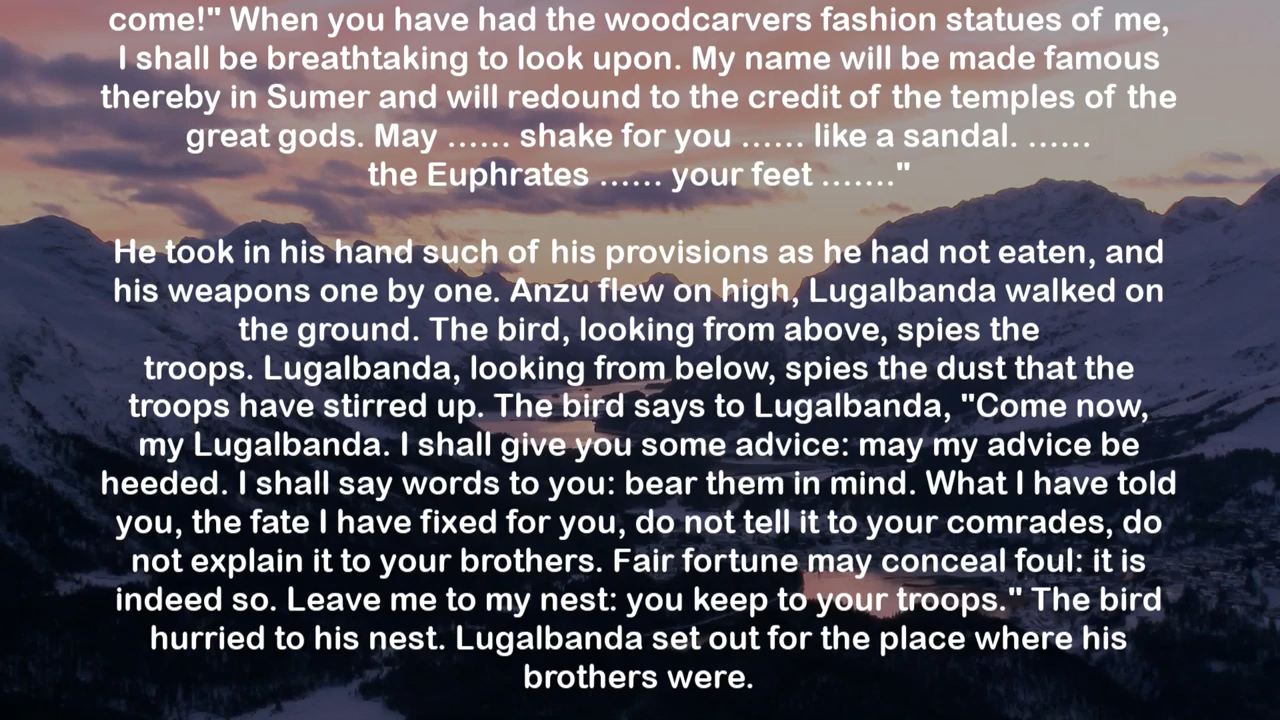 come!" When you have had the woodcarvers fashion statues of me,
I shall be breathtaking to look upon. My name will be made famous
thereby in Sumer and will redound to the credit of the temples of the
great gods. May ...... shake for you ...... like a sandal. ......
the Euphrates ...... your feet ......."
He took in his hand such of his provisions as he had not eaten, and
his weapons one by one. Anzu flew on high, Lugalbanda walked on
the ground. The bird, looking from above, spies the
troops. Lugalbanda, looking from below, spies the dust that the
troops have stirred up. The bird says to Lugalbanda, "Come now,
my Lugalbanda. I shall give you some advice: may my advice be
heeded. I shall say words to you: bear them in mind. What I have told
you, the fate I have fixed for you, do not tell it to your comrades, do
not explain it to your brothers. Fair fortune may conceal foul: it is
indeed so. Leave me to my nest: you keep to your troops." The bird
hurried to his nest. Lugalbanda set out for the place where his
brothers were.